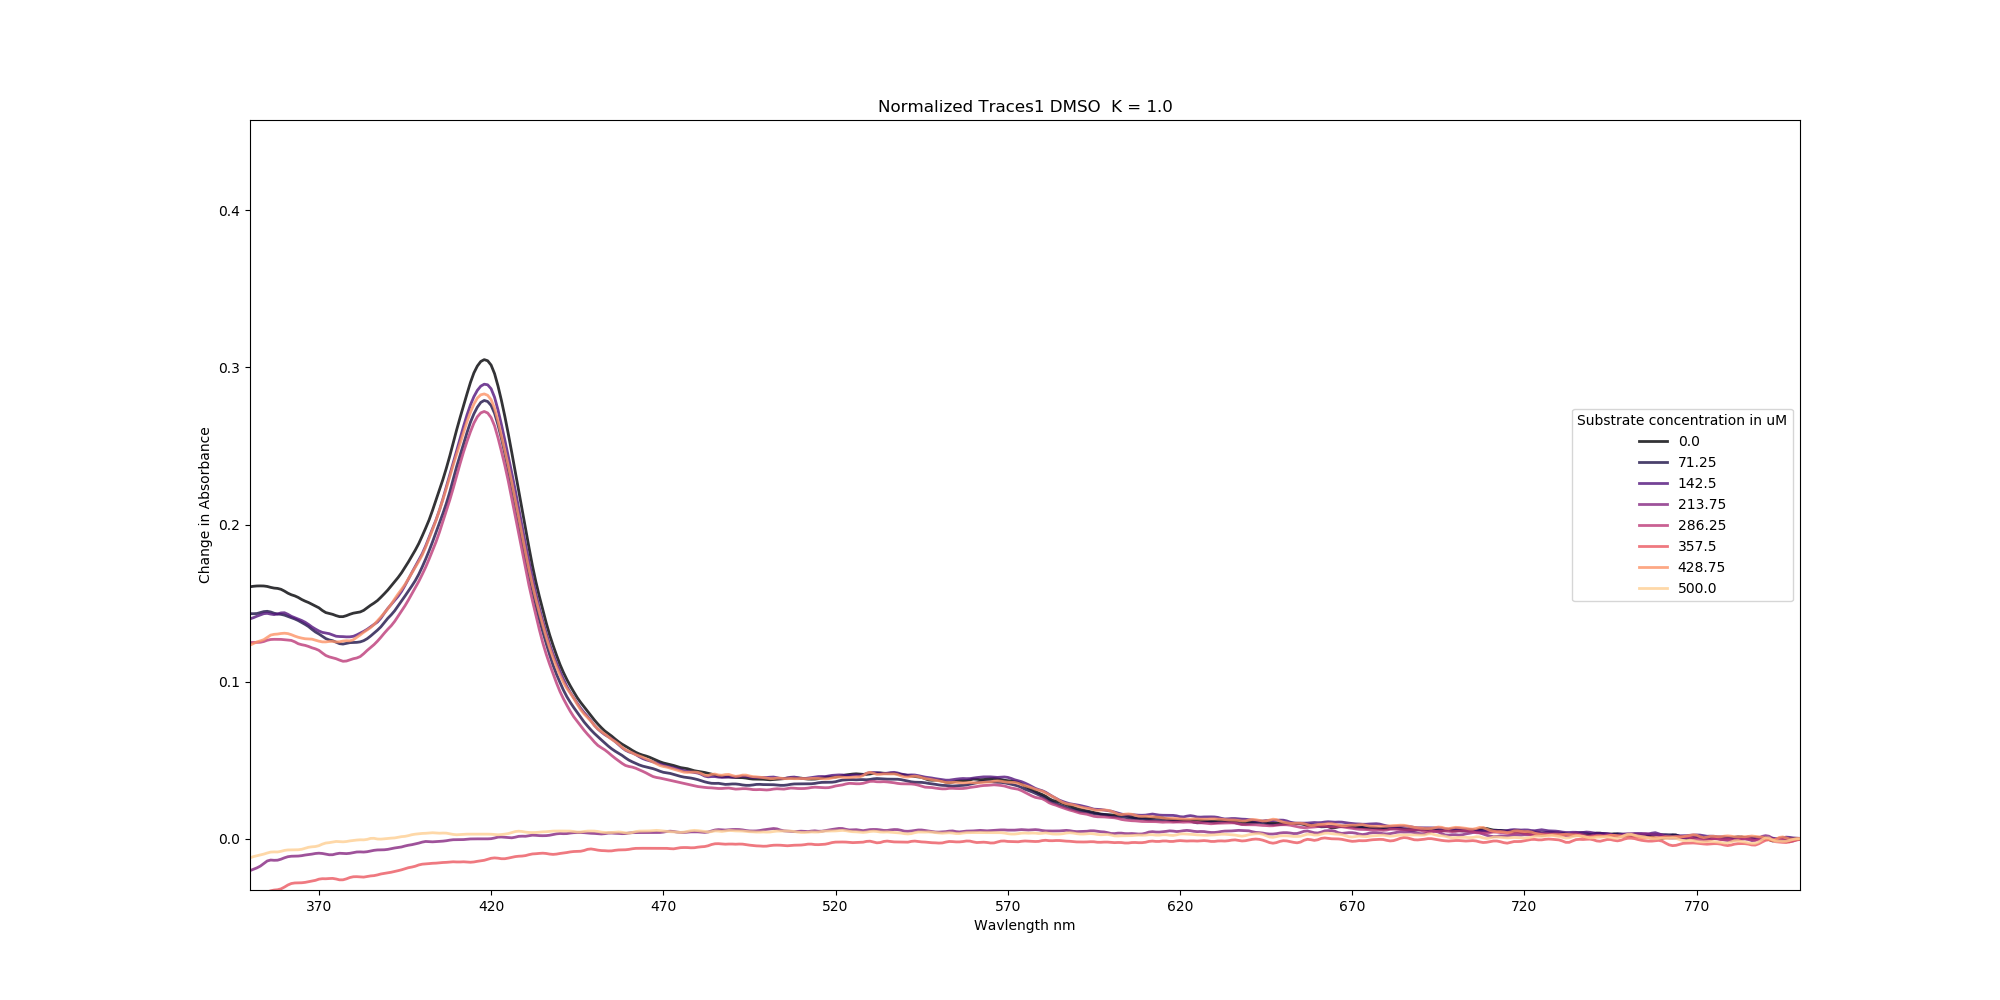 Normalized Traces1 DMSO  K = 1.0
Change in Absorbance
0.4
0.3
0.2
0.1
0.0
Substrate concentration in uM
0.0
71.25
142.5
213.75
286.25
357.5
428.75
500.0
370 420 470 520 570 620 670 720 770
Wavlength nm